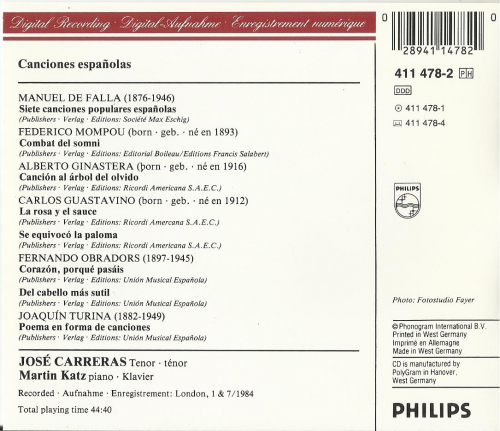 Digital Recording · Digital-Aufnahme · Enregistrement numérique
Canciones españolas
MANUEL DE FALLA (1876-1946)
Siete canciones populares españolas
(Publishers · Verlag · Editions: Société Max Eschig)
FEDERICO MOMPOU (born · geb. · né en 1893)
Combat del somni
(Publishers · Verlag · Editions: Editorial Boileau/Editions Francis Salabert)
ALBERTO GINASTERA (born · geb. · né en 1916)
Canción al árbol del olvido
(Publishers · Verlag · Editions: Ricordi Americana S.A.E.C.)
CARLOS GUASTAVINO (born · geb. · né en 1912)
La rosa y el sauce
(Publishers · Verlag · Editions: Ricordi Amercana S.A.E.C.)
Se equivocó la paloma
(Publishers · Verlag · Editions: Ricordi Americana S.A.E.C.)
FERNANDO OBRADORS (1897-1945)
Corazón, porqué pasáis
(Publishers · Verlag · Editions: Unión Musical Española)
Del cabello más sutil
(Publishers · Verlag · Editions: Unión Musical Española)
JOAQUÍN TURINA (1882-1949)
Poema en forma de canciones
(Publishers · Verlag · Editions: Unión Musical Española)
JOSÉ CARRERAS Tenor · ténor
Martin Katz piano · Klavier
Recorded · Aufnahme · Enregistrement: London, 1 & 7/1984
Total playing time 44:40
0 28941 14782 0
411 478-2 PH
DDD
411 478-1
411 478-4
PHILIPS
Photo: Fotostudio Fayer
©Phonogram International B.V.
Printed in West Germany
Imprimé en Allemagne
Made in West Germany
CD is manufactured by
PolyGram in Hanover,
West Germany
PHILIPS